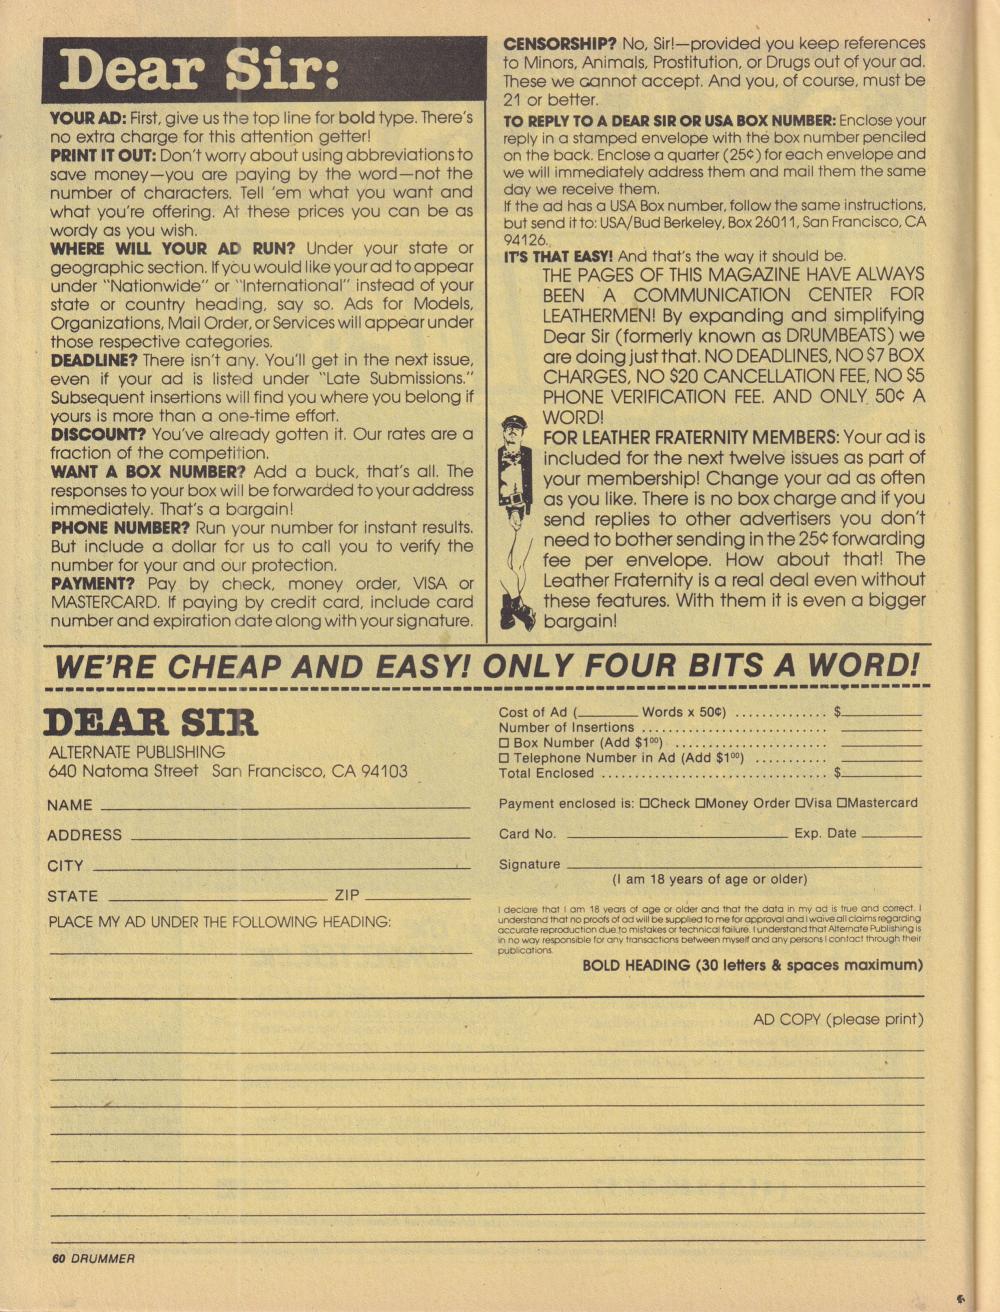 Dear Sir:
YOUR AD: First, give us the top line for bold type. There's
no extra charge for this attention getter!
PRINT IT OUT: Don't worry about using abbreviations to
save money—you are paying by the word—not the
number of characters. Tell 'em what you want and
what you're offering. At these prices you can be as
wordy as you wish.
WHERE WILL YOUR AD RUN? Under your state or
geographic section. If you would like your ad to appear
under "Nationwide" or "International" instead of your
state or country heading, say so. Ads for Models,
Organizations, Mail Order, or Services will appear under
those respective categories.
DEADLINE? There isn't any. You'll get in the next issue,
even if your ad is listed under "Late Submissions."
Subsequent insertions will find you where you belong if
yours is more than a one-time effort.
DISCOUNT? You've already gotten it. Our rates are a
fraction of the competition.
WANT A BOX NUMBER? Add a buck, that's all. The
responses to your box will be forwarded to your address
immediately. That's a bargain!
PHONE NUMBER? Run your number for instant results.
But include a dollar for us to call you to verify the
number for your and our protection.
PAYMENT? Pay by check, money order, VISA or
MASTERCARD. If paying by credit card, include card
number and expiration date along with your signature.
CENSORSHIP? No, Sir!—provided you keep references
to Minors, Animals, Prostitution, or Drugs out of your ad.
These we cannot accept. And you, of course, must be
21 or better.
TO REPLY TO A DEAR SIR OR USA BOX NUMBER: Enclose your
reply in a stamped envelope with the box number penciled
on the back. Enclose a quarter (25¢) for each envelope and
we will immediately address them and mail them the same
day we receive them.
If the ad has a USA Box number, follow the same instructions,
but send it to: USA/Bud Berkeley, Box 26011, San Francisco, CA
94126.
IT'S THAT EASY! And that's the way it should be.
THE PAGES OF THIS MAGAZINE HAVE ALWAYS
BEEN A COMMUNICATION CENTER FOR
LEATHERMEN! By expanding and simplifying
Dear Sir (formerly known as DRUMBEATS) we
are doing just that. NO DEADLINES, NO $7 BOX
CHARGES, NO $20 CANCELLATION FEE, NO $5
PHONE VERIFICATION FEE. AND ONLY 50¢ A
WORD!
FOR LEATHER FRATERNITY MEMBERS: Your ad is
included for the next twelve issues as part of
your membership! Change your ad as often
as you like. There is no box charge and if you
send replies to other advertisers you don't
need to bother sending in the 25¢ forwarding
fee per envelope. How about that! The
Leather Fraternity is a real deal even without
these features. With them it is even a bigger
bargain!
WE'RE CHEAP AND EASY! ONLY FOUR BITS A WORD!
DEAR SIR
ALTERNATE PUBLISHING
640 Natoma Street San Francisco, CA 94103
NAME
ADDRESS
CITY
STATE ZIP
PLACE MY AD UNDER THE FOLLOWING HEADING:
Cost of Ad (______ Words x 50¢) .............. $______
Number of Insertions ..............................
☐ Box Number (Add $1⁰⁰) ......................
☐ Telephone Number in Ad (Add $1⁰⁰) ..........
Total Enclosed ................................ $______
Payment enclosed is: ☐Check ☐Money Order ☐Visa ☐Mastercard
Card No. ______ Exp. Date ______
Signature
(I am 18 years of age or older)
I declare that I am 18 years of age or older and that the data in my ad is true and correct. I
understand that no proofs of ad will be supplied to me for approval and I waive all claims regarding
accurate reproduction due to mistakes or technical failure. I understand that Alternate Publishing is
in no way responsible for any transactions between myself and any persons I contact through their
publications.
BOLD HEADING (30 letters & spaces maximum)
AD COPY (please print)
60 DRUMMER